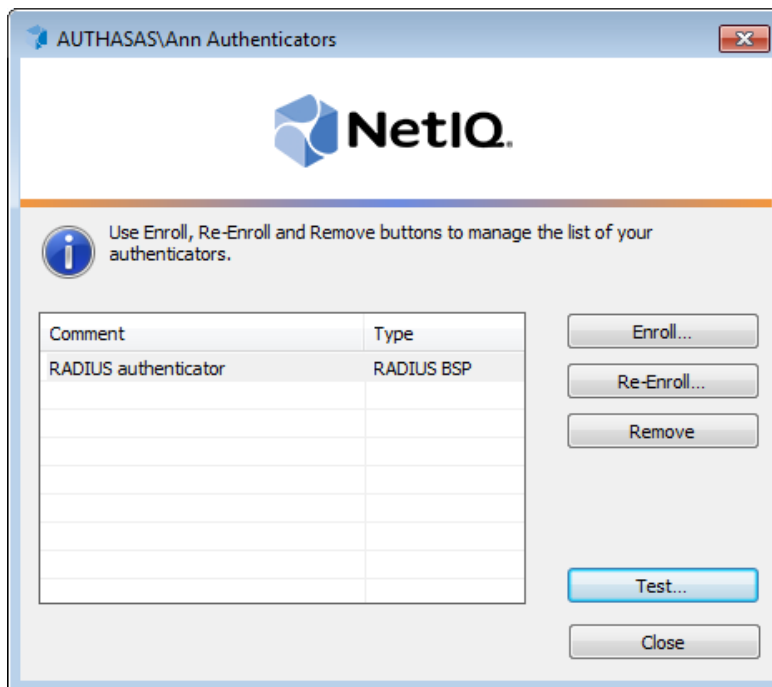 AUTHASAS\Ann Authenticators
NetIQ.
Use Enroll, Re-Enroll and Remove buttons to manage the list of your
authenticators.
Comment Type
RADIUS authenticator RADIUS BSP
Enroll...
Re-Enroll...
Remove
Test...
Close